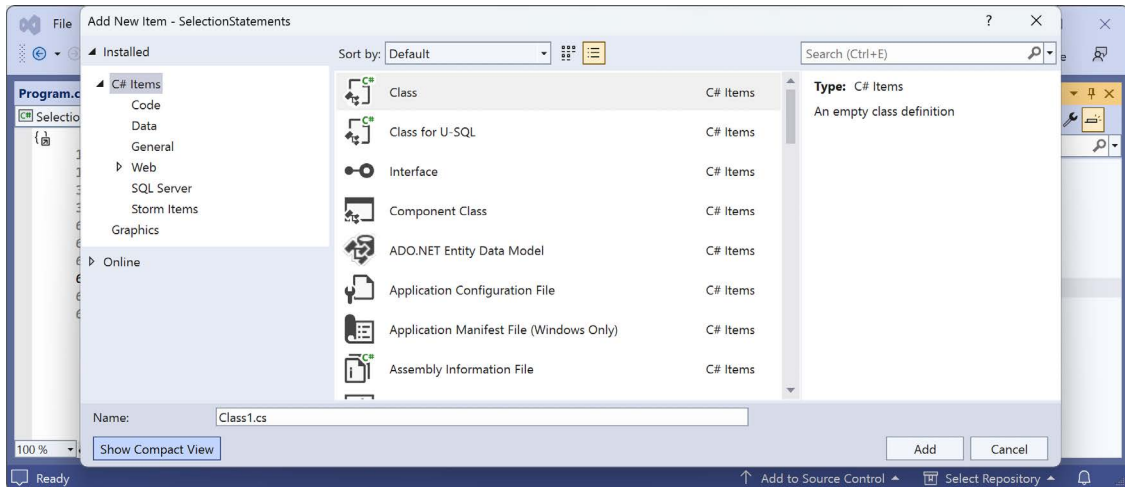 File
Add New Item - SelectionStatements
?
Installed
Sort by: Default
Search (Ctrl+E)
C# Items
Code
Data
General
Web
SQL Server
Storm Items
Graphics
Online
Class C# Items
Class for U-SQL C# Items
Interface C# Items
Component Class C# Items
ADO.NET Entity Data Model C# Items
Application Configuration File C# Items
Application Manifest File (Windows Only) C# Items
Assembly Information File C# Items
Type: C# Items
An empty class definition
Name: Class1.cs
Show Compact View
Add
Cancel
100 %
Ready
Add to Source Control
Select Repository